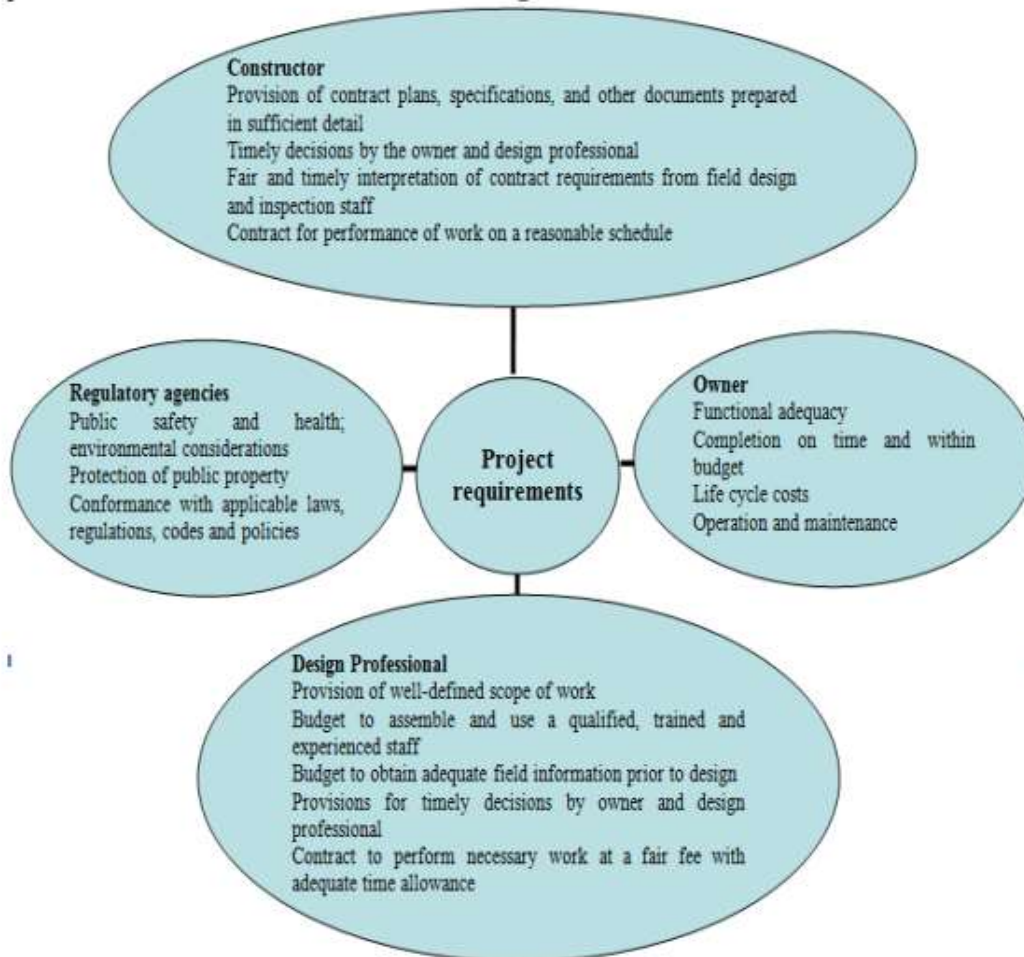 Constructor
Provision of contract plans, specifications, and other documents prepared
in sufficient detail
Timely decisions by the owner and design professional
Fair and timely interpretation of contract requirements from field design
and inspection staff
Contract for performance of work on a reasonable schedule
Regulatory agencies
Public safety and health;
environmental considerations
Protection of public property
Conformance with applicable laws,
regulations, codes and policies
Project
requirements
Owner
Functional adequacy
Completion on time and within
budget
Life cycle costs
Operation and maintenance
Design Professional
Provision of well-defined scope of work
Budget to assemble and use a qualified, trained and
experienced staff
Budget to obtain adequate field information prior to design
Provisions for timely decisions by owner and design
professional
Contract to perform necessary work at a fair fee with
adequate time allowance